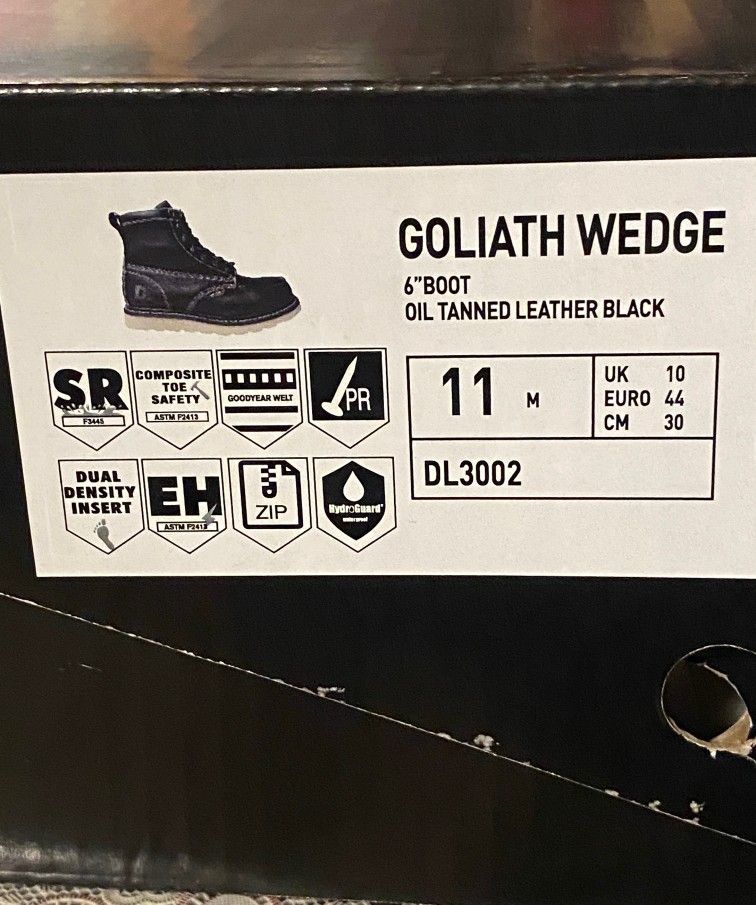 GOLIATH WEDGE
6"BOOT
OIL TANNED LEATHER BLACK
SR
F3445
COMPOSITE
TOE
SAFETY
ASTM F2413
GOODYEAR WELT
PR
11 M
UK 10
EURO 44
CM 30
DL3002
DUAL
DENSITY
INSERT
EH
ASTM F2413
ZIP
HydroGuard
waterproof